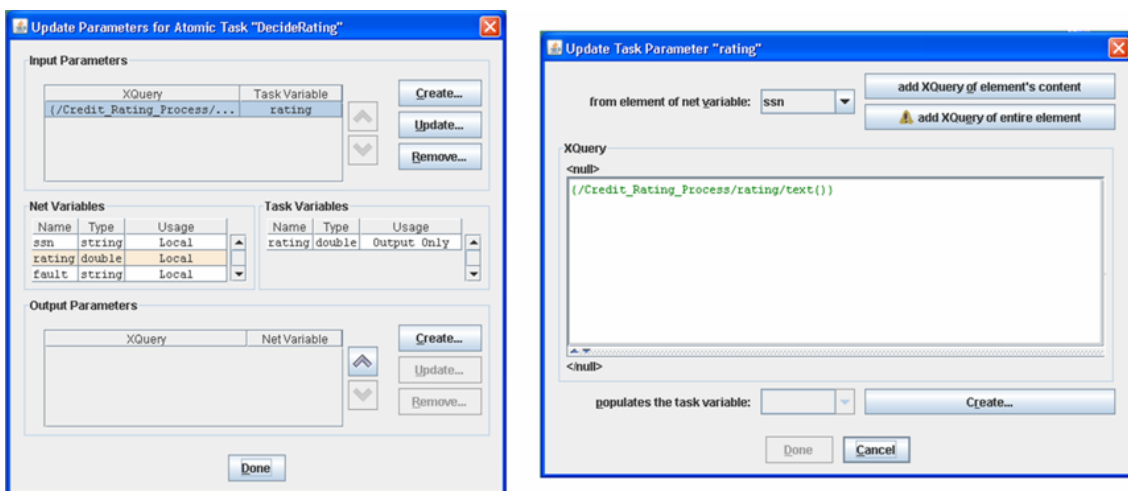 Update Parameters for Atomic Task "DecideRating"
Input Parameters
XQuery Task Variable
{/Credit_Rating_Process/... rating
Create...
Update...
Remove...
Net Variables
Name Type Usage
ssn string Local
rating double Local
fault string Local
Task Variables
Name Type Usage
rating double Output Only
Output Parameters
XQuery Net Variable
Create...
Update...
Remove...
Done
Update Task Parameter "rating"
from element of net variable: ssn
add XQuery of element's content
add XQuery of entire element
XQuery
<null>
{/Credit_Rating_Process/rating/text()}
</null>
populates the task variable:
Create...
Done Cancel